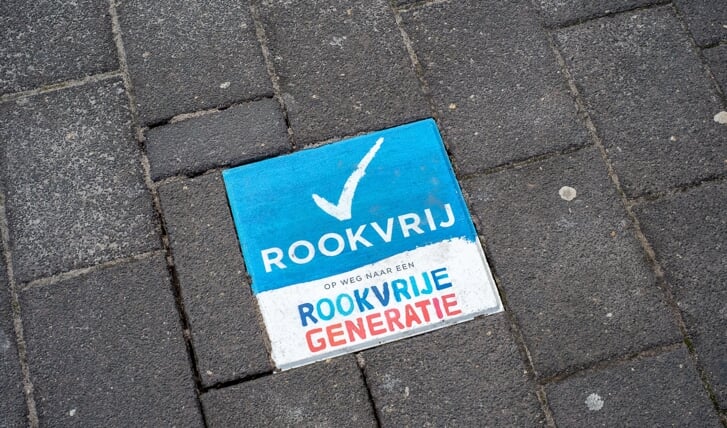 ROOKVRIJ
OP WEG NAAR EEN
ROOKVRIJE
GENERATIE